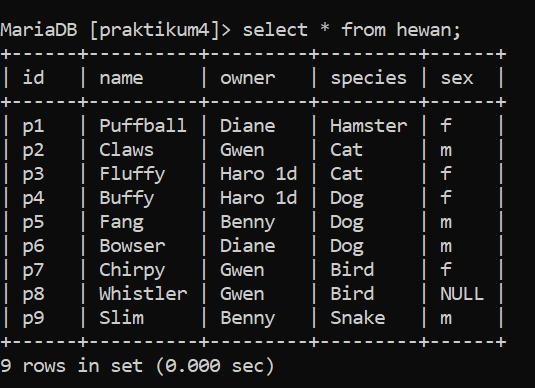 MariaDB [praktikum4]> select * from hewan;
+------+----------+---------+---------+------+
| id   | name     | owner   | species | sex  |
+------+----------+---------+---------+------+
| p1   | Puffball | Diane   | Hamster | f    |
| p2   | Claws    | Gwen    | Cat     | m    |
| p3   | Fluffy   | Haro 1d | Cat     | f    |
| p4   | Buffy    | Haro 1d | Dog     | f    |
| p5   | Fang     | Benny   | Dog     | m    |
| p6   | Bowser   | Diane   | Dog     | m    |
| p7   | Chirpy   | Gwen    | Bird    | f    |
| p8   | Whistler | Gwen    | Bird    | NULL |
| p9   | Slim     | Benny   | Snake   | m    |
+------+----------+---------+---------+------+
9 rows in set (0.000 sec)